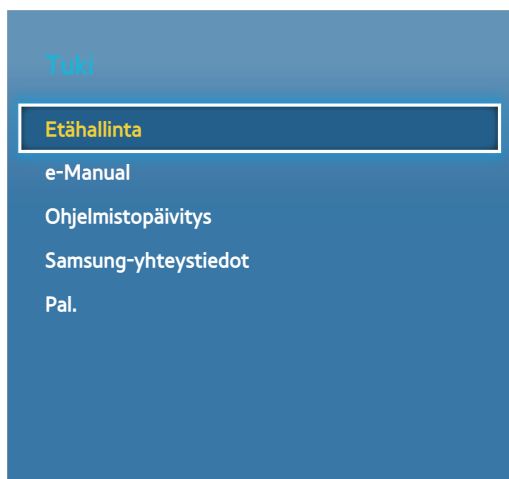 Tuki
Etähallinta
e-Manual
Ohjelmistopäivitys
Samsung-yhteystiedot
Pal.